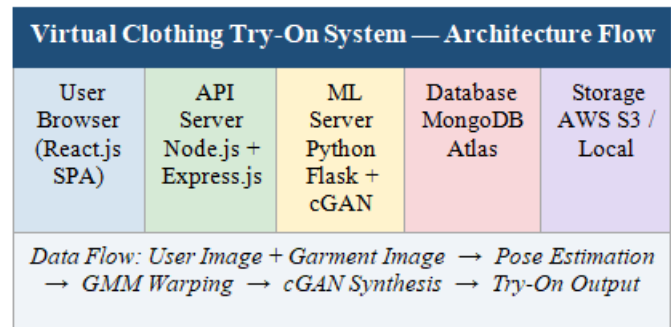 Virtual Clothing Try-On System — Architecture Flow
User
Browser
(React.js
SPA)
API
Server
Node.js +
Express.js
ML
Server
Python
Flask +
cGAN
Database
MongoDB
Atlas
Storage
AWS S3 /
Local
Data Flow: User Image + Garment Image → Pose Estimation
→ GMM Warping → cGAN Synthesis → Try-On Output